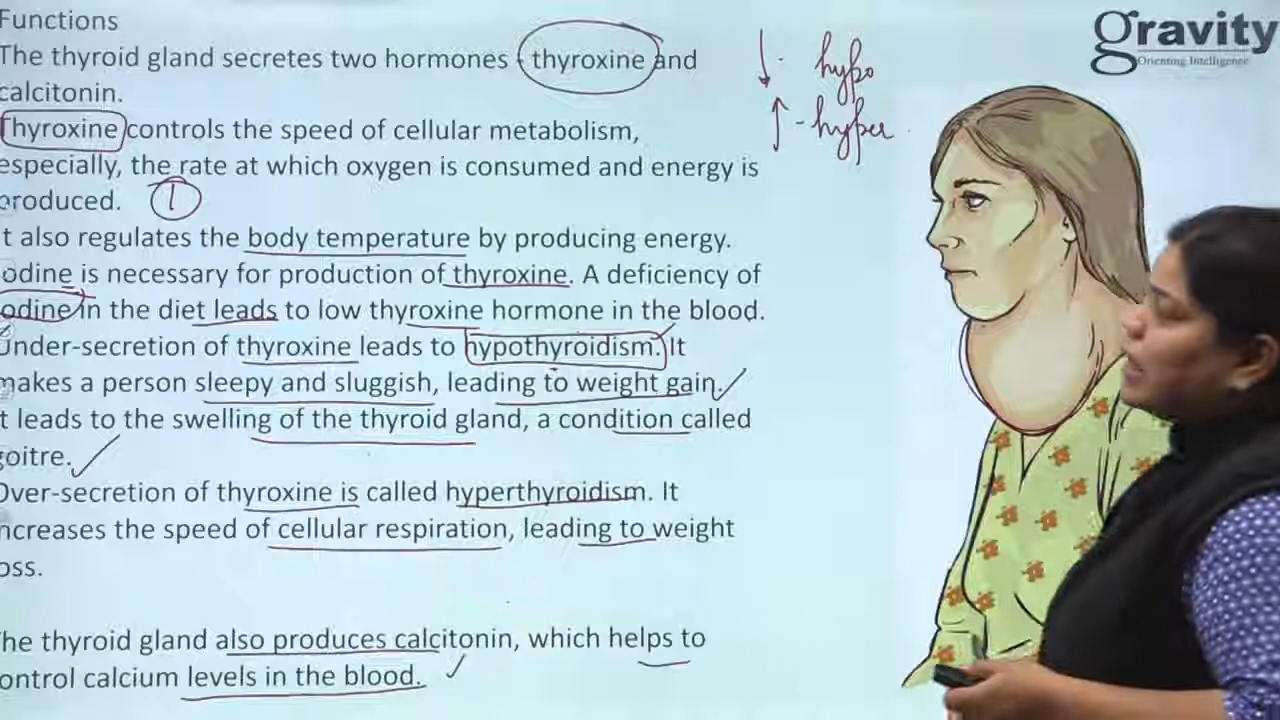 Functions
The thyroid gland secretes two hormones - thyroxine and
calcitonin.
Thyroxine controls the speed of cellular metabolism,
especially, the rate at which oxygen is consumed and energy is
produced. 1
It also regulates the body temperature by producing energy.
Iodine is necessary for production of thyroxine. A deficiency of
iodine in the diet leads to low thyroxine hormone in the blood.
Under-secretion of thyroxine leads to hypothyroidism. It
makes a person sleepy and sluggish, leading to weight gain.
It leads to the swelling of the thyroid gland, a condition called
goitre.
Over-secretion of thyroxine is called hyperthyroidism. It
increases the speed of cellular respiration, leading to weight
loss.
The thyroid gland also produces calcitonin, which helps to
control calcium levels in the blood.
↓ - hypo
↑ - hyper
gravity
Orienting Intelligence